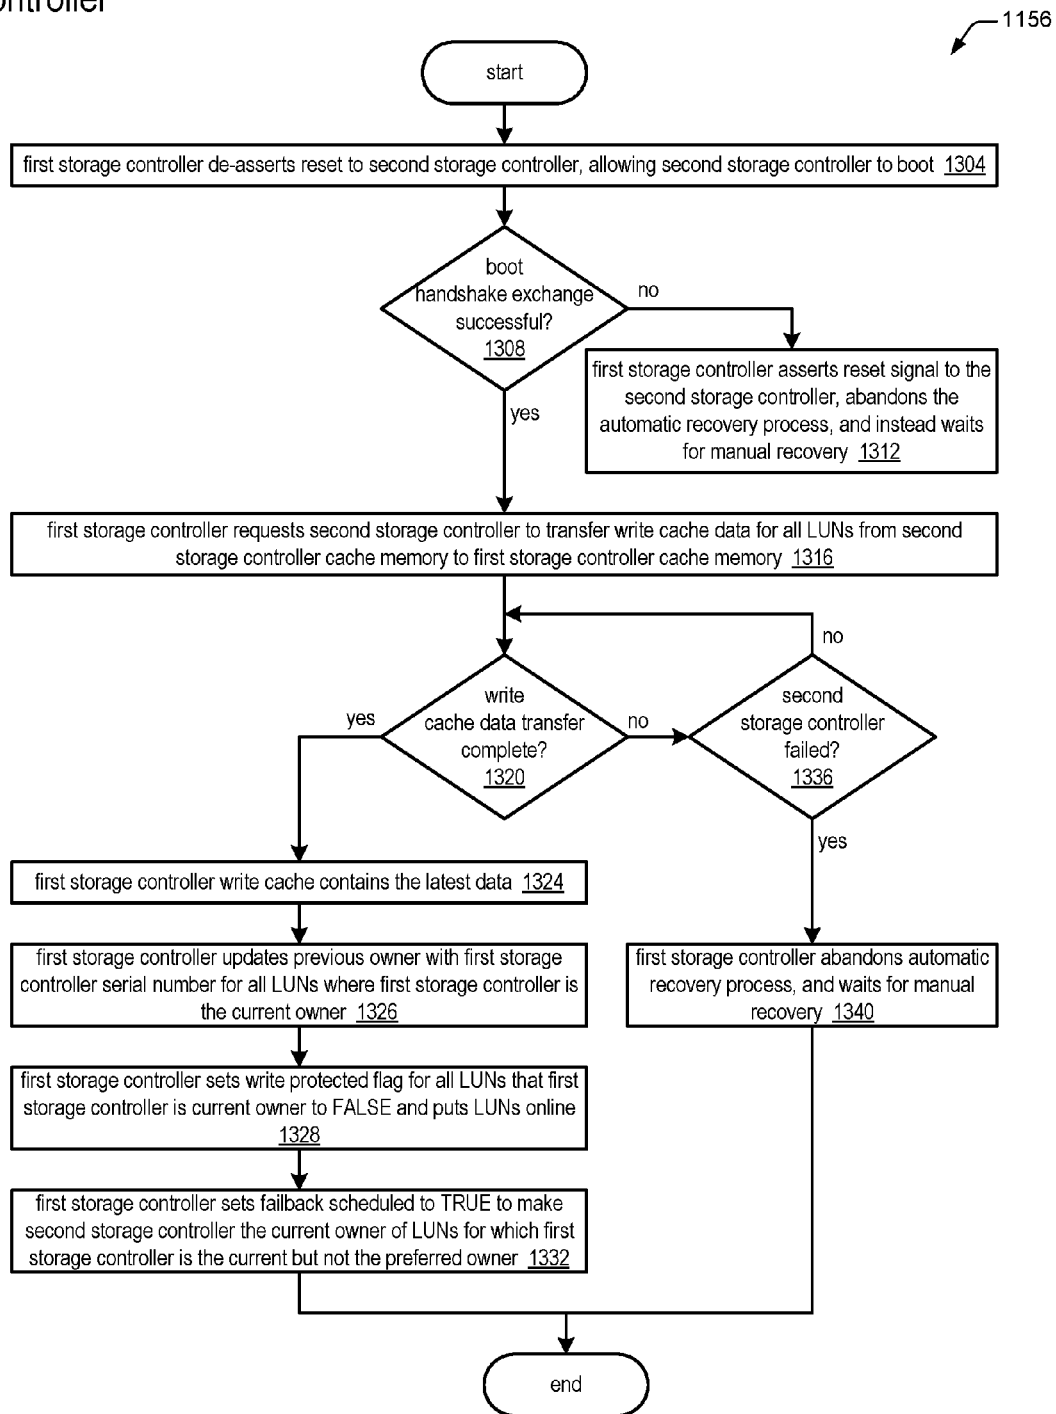 ontroller
1156
start
first storage controller de-asserts reset to second storage controller, allowing second storage controller to boot 1304
boot
handshake exchange
successful?
1308
no
yes
first storage controller asserts reset signal to the
second storage controller, abandons the
automatic recovery process, and instead waits
for manual recovery 1312
first storage controller requests second storage controller to transfer write cache data for all LUNs from second
storage controller cache memory to first storage controller cache memory 1316
write
cache data transfer
complete?
1320
yes
no
second
storage controller
failed?
1336
no
yes
first storage controller write cache contains the latest data 1324
first storage controller updates previous owner with first storage
controller serial number for all LUNs where first storage controller is
the current owner 1326
first storage controller abandons automatic
recovery process, and waits for manual
recovery 1340
first storage controller sets write protected flag for all LUNs that first
storage controller is current owner to FALSE and puts LUNs online
1328
first storage controller sets failback scheduled to TRUE to make
second storage controller the current owner of LUNs for which first
storage controller is the current but not the preferred owner 1332
end